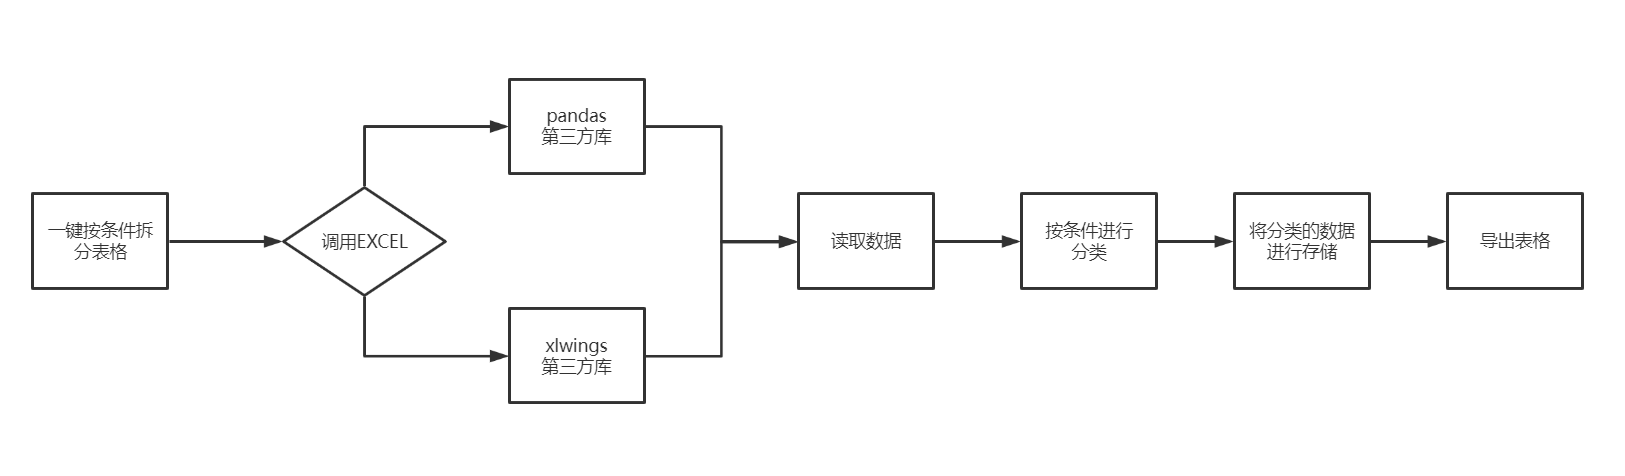 一键按条件拆
分表格
调用EXCEL
pandas
第三方库
xlwings
第三方库
读取数据
按条件进行
分类
将分类的数据
进行存储
导出表格